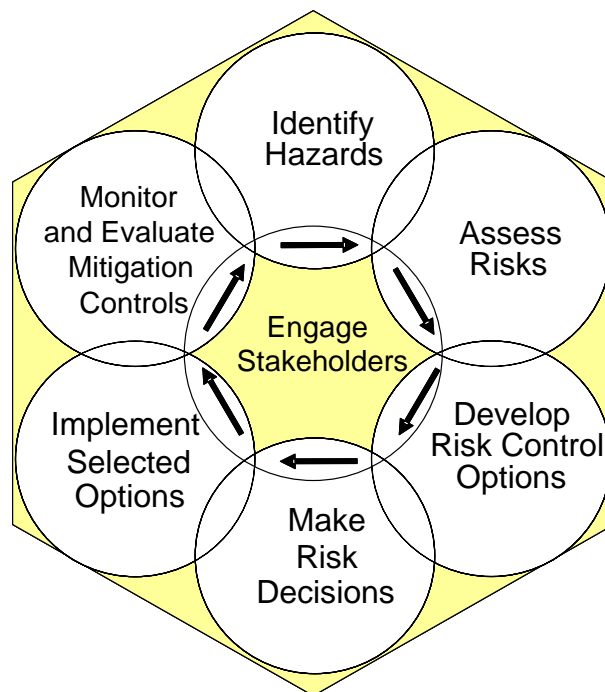 Identify
Hazards
Assess
Risks
Develop
Risk Control
Options
Make
Risk
Decisions
Implement
Selected
Options
Monitor
and Evaluate
Mitigation
Controls
Engage
Stakeholders